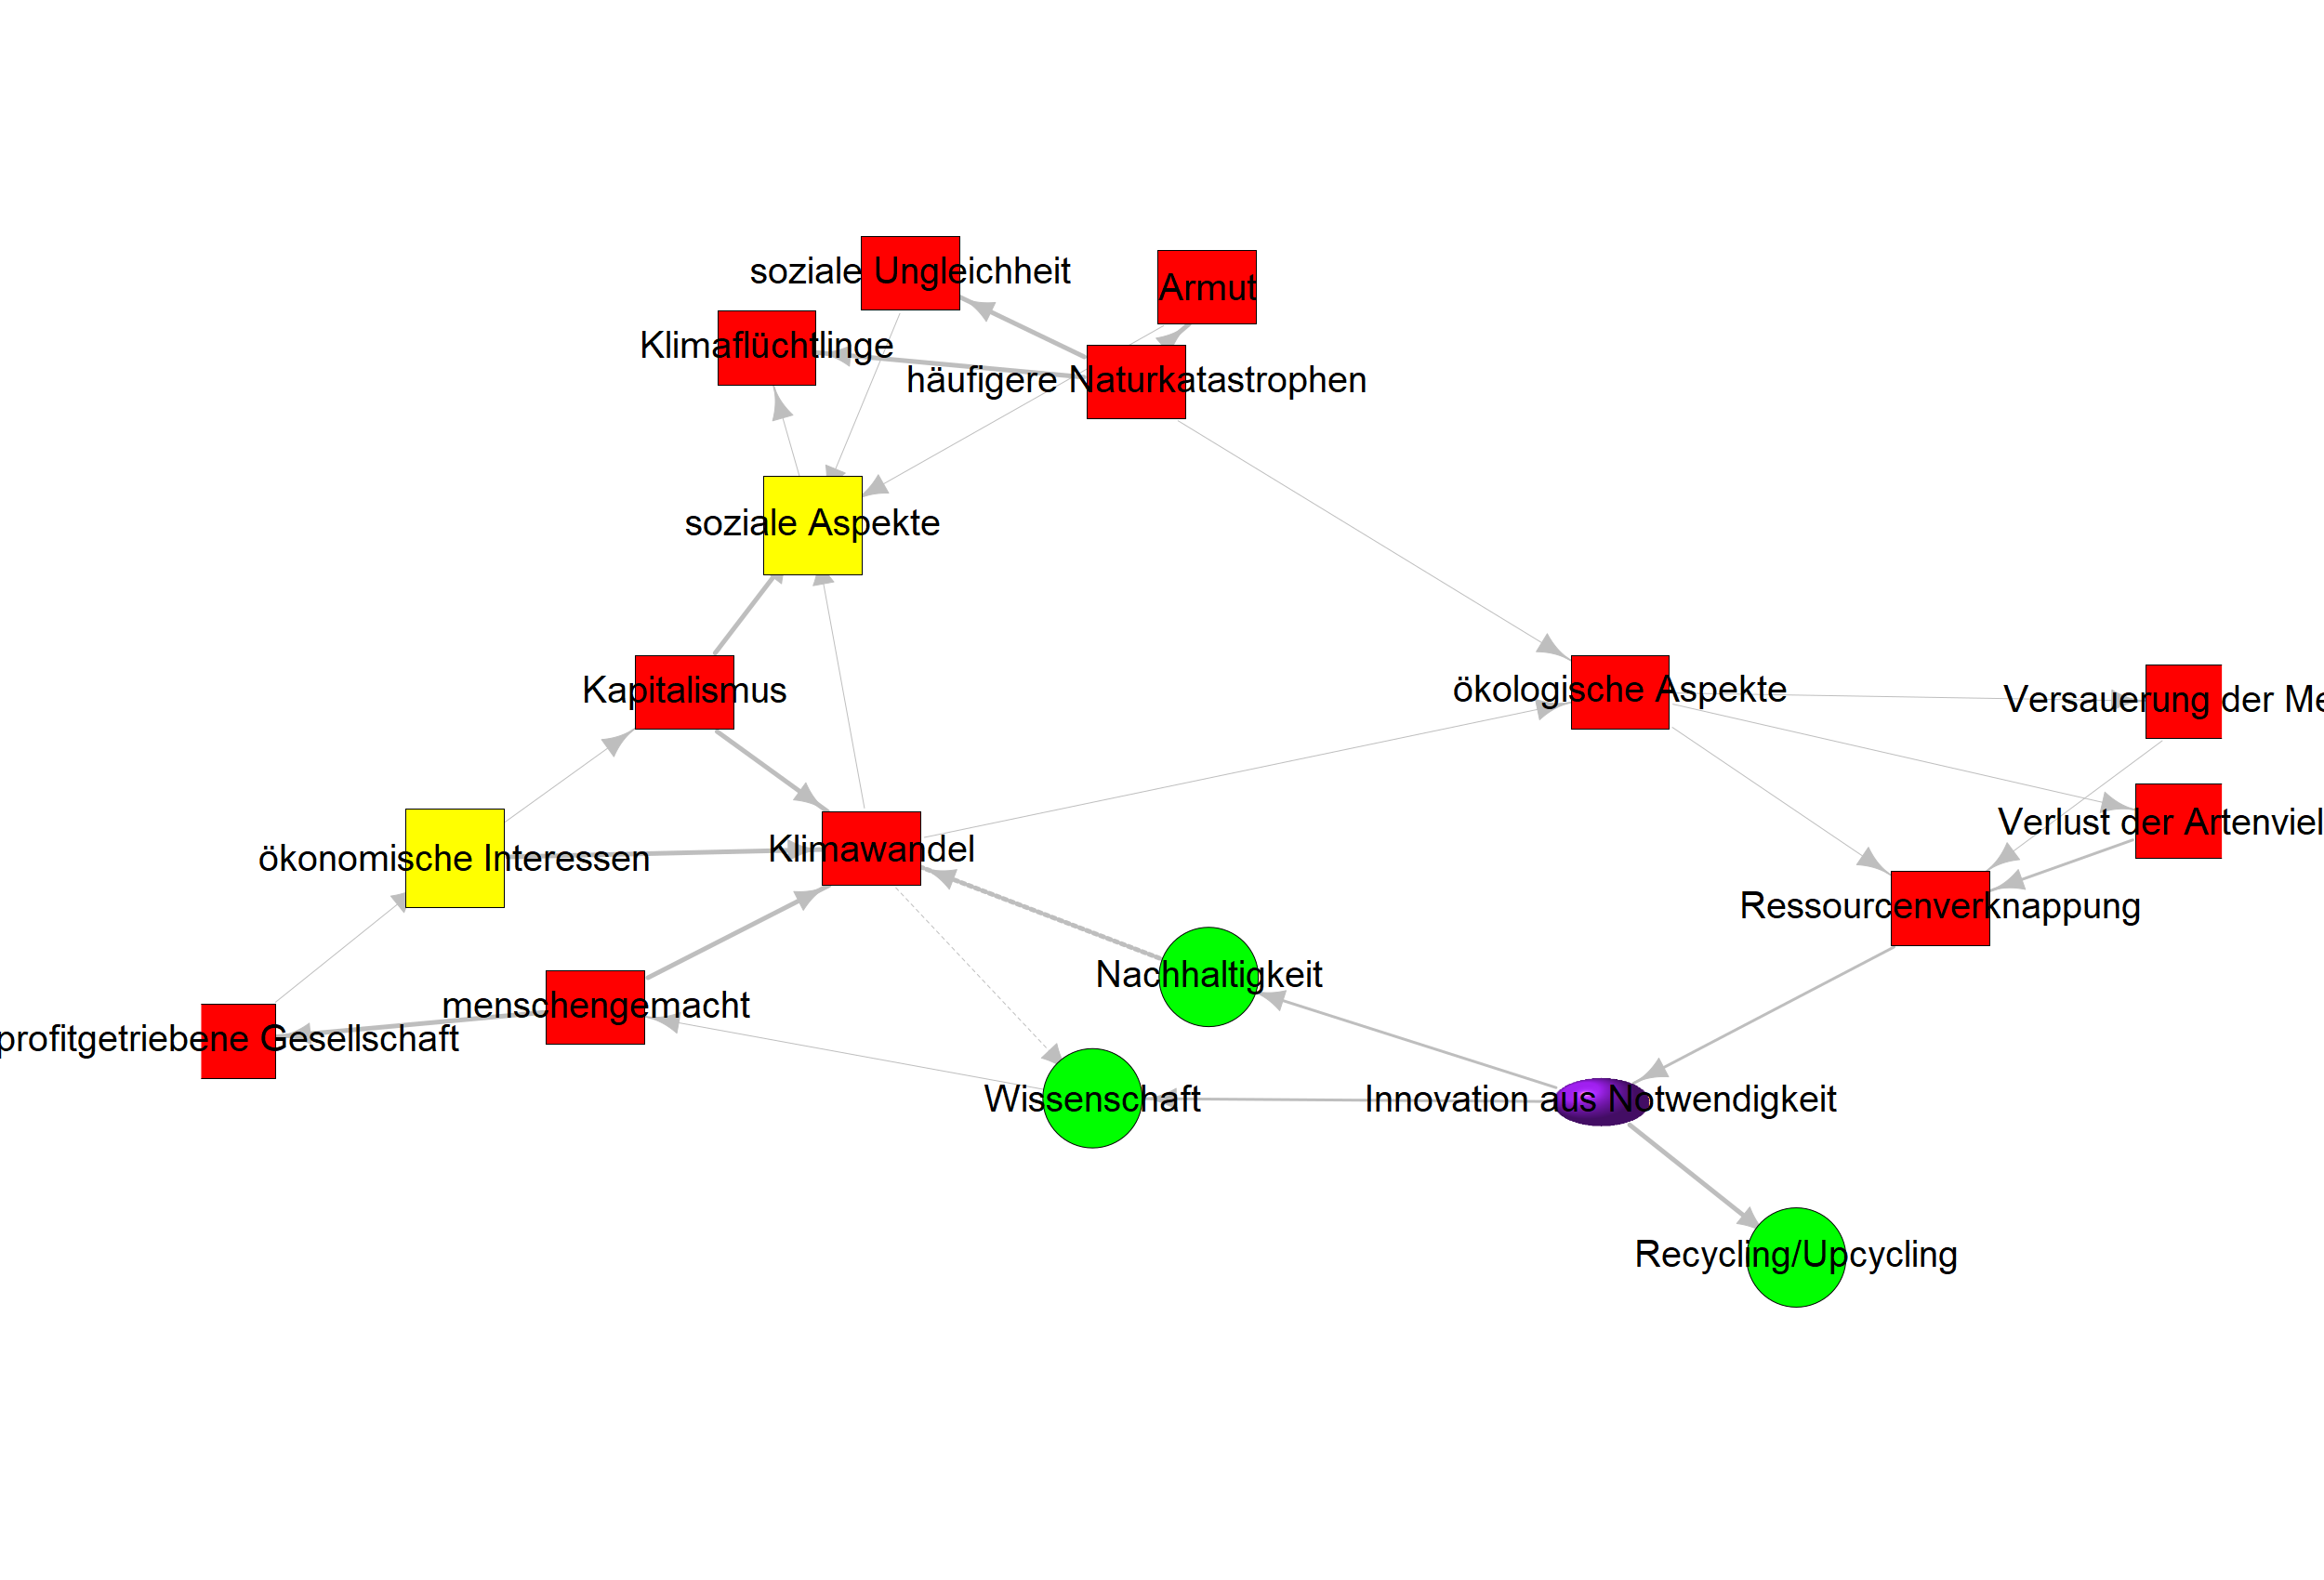 soziale Ungleichheit
Armut
Klimaflüchtlinge
häufigere Naturkatastrophen
soziale Aspekte
Kapitalismus
ökologische Aspekte
Versauerung der Me
Verlust der Artenviel
ökonomische Interessen
Klimawandel
Ressourcenverknappung
Nachhaltigkeit
menschengemacht
profitgetriebene Gesellschaft
Wissenschaft
Innovation aus Notwendigkeit
Recycling/Upcycling